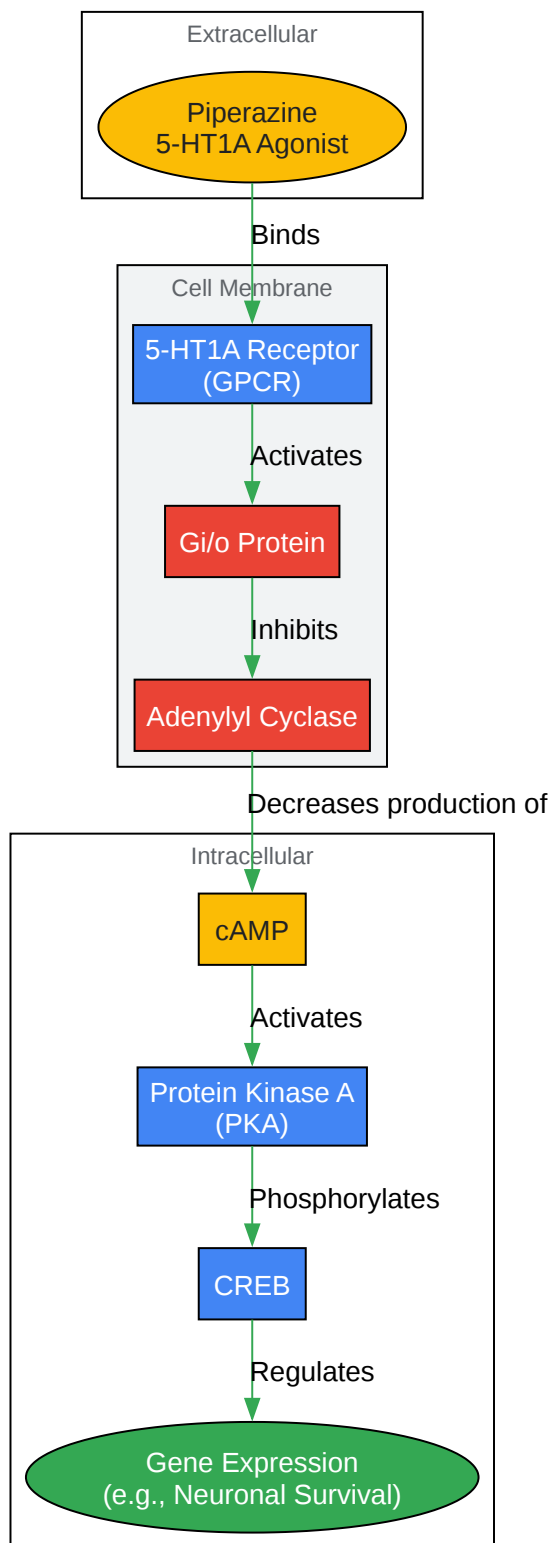 Extracellular
Piperazine
5-HT1A Agonist
Binds
Cell Membrane
5-HT1A Receptor
(GPCR)
Activates
Gi/o Protein
Inhibits
Adenylyl Cyclase
Decreases production of
Intracellular
cAMP
Activates
Protein Kinase A
(PKA)
Phosphorylates
CREB
Regulates
Gene Expression
(e.g., Neuronal Survival)